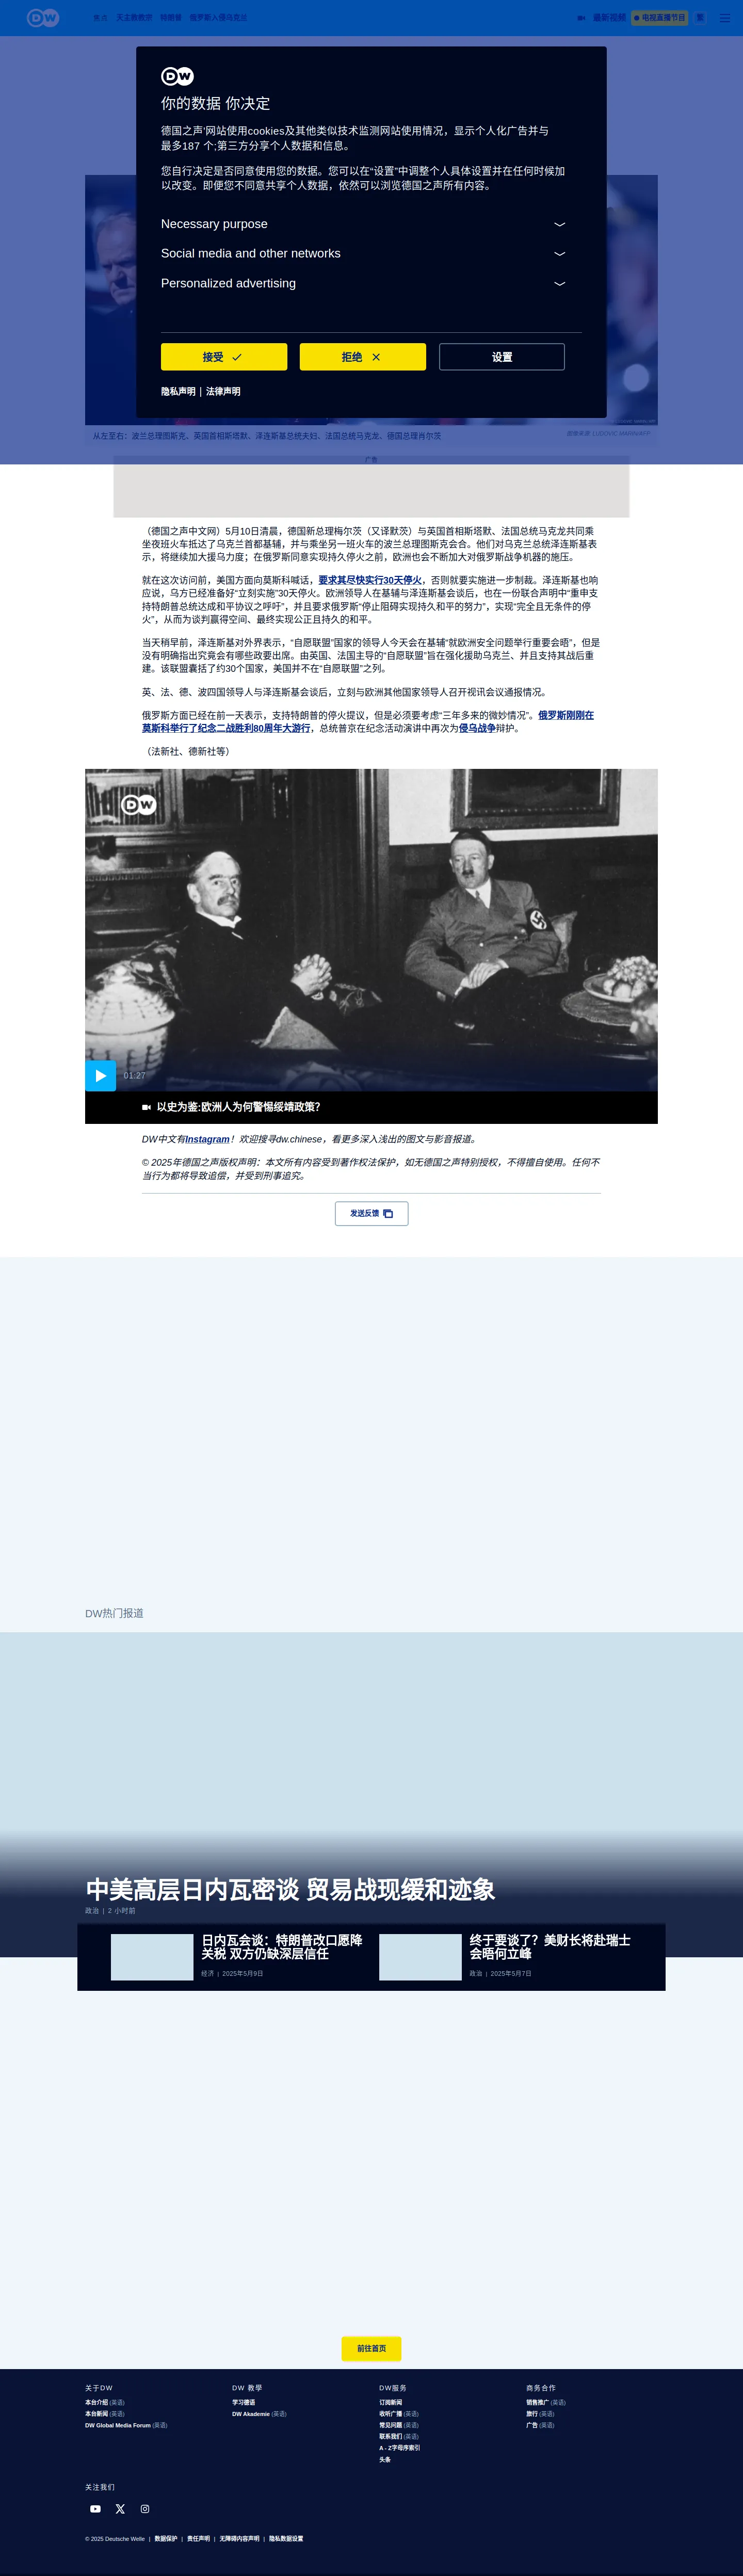 DW
焦点 天主教教宗 特朗普 俄罗斯入侵乌克兰
最新视频 电视直播节目 繁
DW
你的数据 你决定
德国之声'网站使用cookies及其他类似技术监测网站使用情况，显示个人化广告并与
最多187 个;第三方分享个人数据和信息。
您自行决定是否同意使用您的数据。您可以在“设置”中调整个人具体设置并在任何时候加
以改变。即便您不同意共享个人数据，依然可以浏览德国之声所有内容。
Necessary purpose
Social media and other networks
Personalized advertising
接受
拒绝
设置
隐私声明 | 法律声明
从左至右：波兰总理图斯克、英国首相斯塔默、泽连斯基总统夫妇、法国总统马克龙、德国总理肖尔茨
图像来源: LUDOVIC MARIN/AFP
广告
（德国之声中文网）5月10日清晨，德国新总理梅尔茨（又译默茨）与英国首相斯塔默、法国总统马克龙共同乘
坐夜班火车抵达了乌克兰首都基辅，并与乘坐另一班火车的波兰总理图斯克会合。他们对乌克兰总统泽连斯基表
示，将继续加大援乌力度；在俄罗斯同意实现持久停火之前，欧洲也会不断加大对俄罗斯战争机器的施压。
就在这次访问前，美国方面向莫斯科喊话，要求其尽快实行30天停火，否则就要实施进一步制裁。泽连斯基也响
应说，乌方已经准备好“立刻实施”30天停火。欧洲领导人在基辅与泽连斯基会谈后，也在一份联合声明中“重申支
持特朗普总统达成和平协议之呼吁”，并且要求俄罗斯“停止阻碍实现持久和平的努力”，实现“完全且无条件的停
火”，从而为谈判赢得空间、最终实现公正且持久的和平。
当天稍早前，泽连斯基对外界表示，“自愿联盟”国家的领导人今天会在基辅“就欧洲安全问题举行重要会晤”，但是
没有明确指出究竟会有哪些政要出席。由英国、法国主导的“自愿联盟”旨在强化援助乌克兰、并且支持其战后重
建。该联盟囊括了约30个国家，美国并不在“自愿联盟”之列。
英、法、德、波四国领导人与泽连斯基会谈后，立刻与欧洲其他国家领导人召开视讯会议通报情况。
俄罗斯方面已经在前一天表示，支持特朗普的停火提议，但是必须要考虑“三年多来的微妙情况”。俄罗斯刚刚在
莫斯科举行了纪念二战胜利80周年大游行，总统普京在纪念活动演讲中再次为侵乌战争辩护。
（法新社、德新社等）
DW
01:27
以史为鉴:欧洲人为何警惕绥靖政策？
DW中文有Instagram！欢迎搜寻dw.chinese，看更多深入浅出的图文与影音报道。
© 2025年德国之声版权声明：本文所有内容受到著作权法保护，如无德国之声特别授权，不得擅自使用。任何不
当行为都将导致追偿，并受到刑事追究。
发送反馈
DW热门报道
中美高层日内瓦密谈 贸易战现缓和迹象
政治 | 2 小时前
日内瓦会谈：特朗普改口愿降
关税 双方仍缺深层信任
经济 | 2025年5月9日
终于要谈了？美财长将赴瑞士
会晤何立峰
政治 | 2025年5月7日
前往首页
关于DW
本台介绍 (英语)
本台新闻 (英语)
DW Global Media Forum (英语)
DW 教學
学习德语
DW Akademie (英语)
DW服务
订阅新闻
收听广播 (英语)
常见问题 (英语)
联系我们 (英语)
A - Z字母序索引
头条
商务合作
销售推广 (英语)
旅行 (英语)
广告 (英语)
关注我们
© 2025 Deutsche Welle | 数据保护 | 责任声明 | 无障碍内容声明 | 隐私数据设置